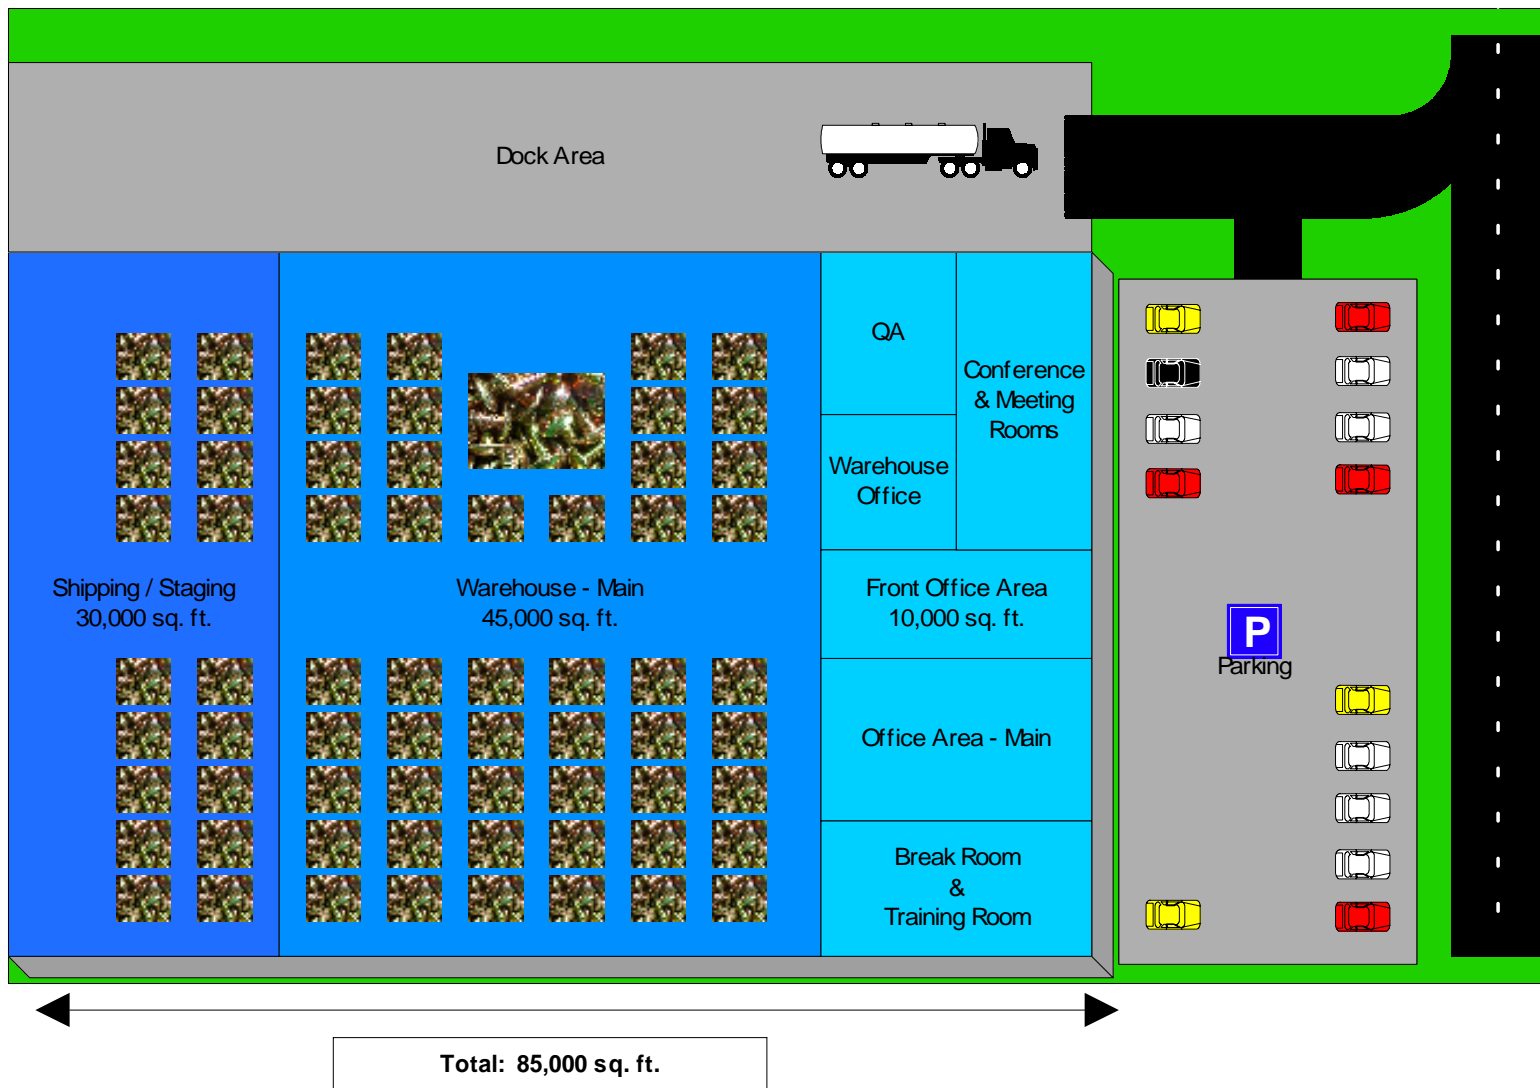 Dock Area
QA
Conference
& Meeting
Rooms
Warehouse
Office
Shipping / Staging
30,000 sq. ft.
Warehouse - Main
45,000 sq. ft.
Front Office Area
10,000 sq. ft.
P
Parking
Office Area - Main
Break Room
&
Training Room
Total: 85,000 sq. ft.